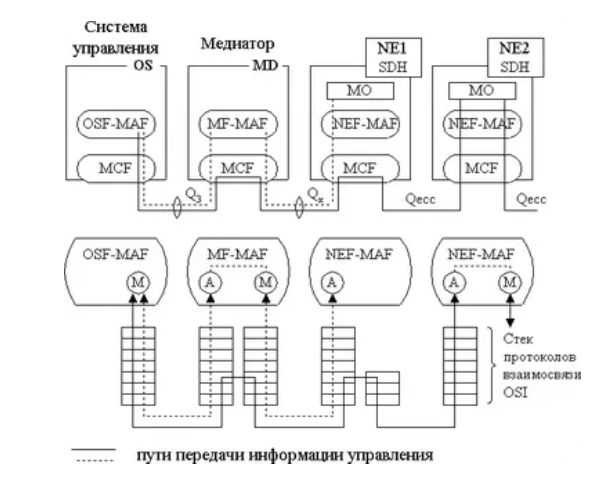 Система
управления
OS
Медиатор
MD
NE1
SDH
NE2
SDH
MO
MO
OSF-MAF
MF-MAF
NEF-MAF
NEF-MAF
MCF
MCF
MCF
MCF
Q3
Qx
Qecc
Qecc
OSF-MAF
MF-MAF
NEF-MAF
NEF-MAF
M
A
M
A
A
M
Стек
протоколов
взаимосвязи
OSI
пути передачи информации управления